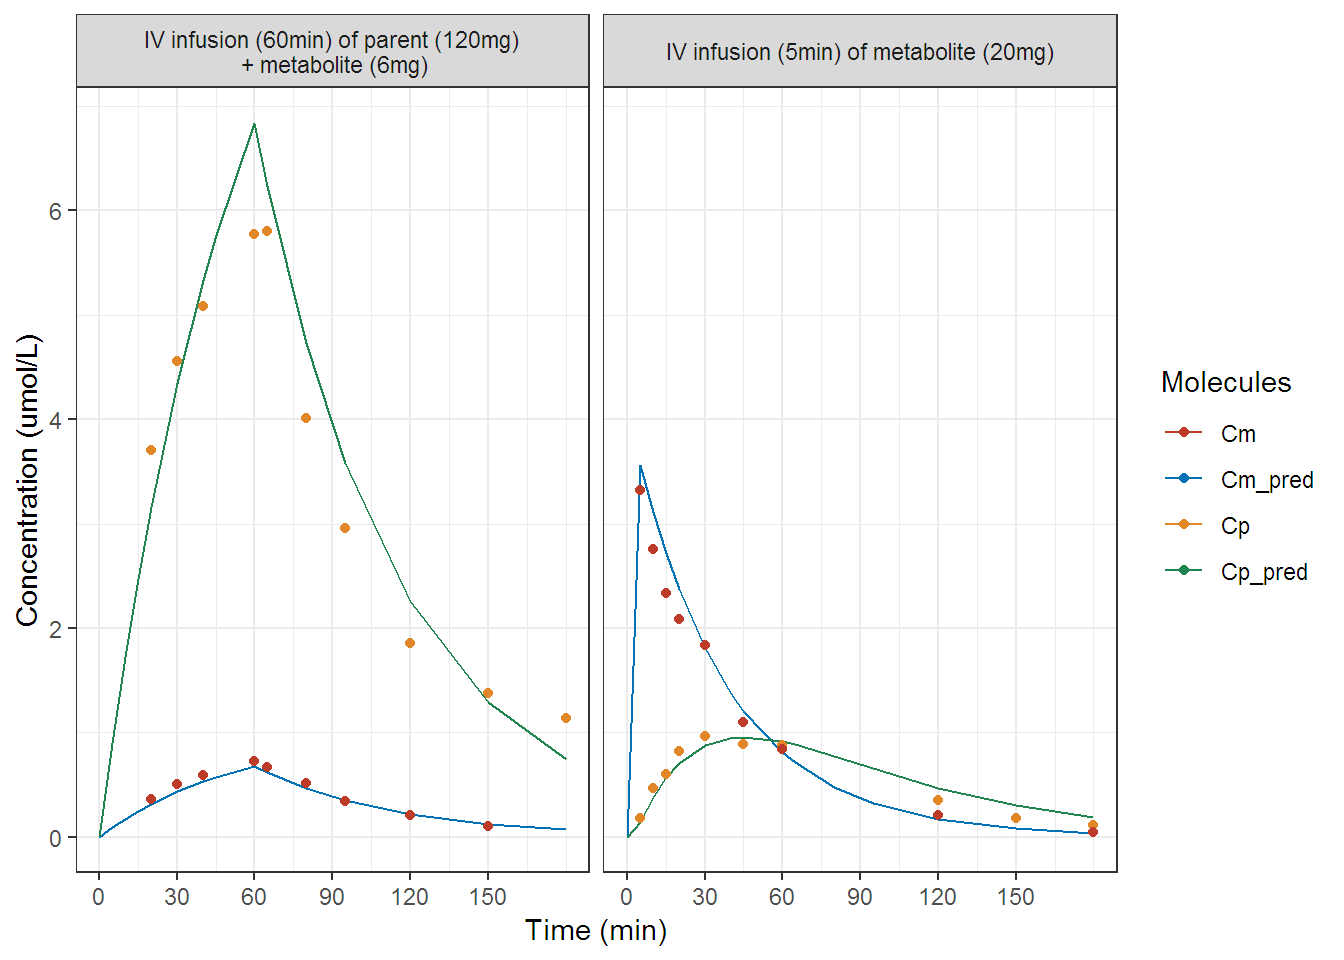 IV infusion (60min) of parent (120mg)
+ metabolite (6mg)
IV infusion (5min) of metabolite (20mg)
Concentration (umol/L)
6
4
2
0
0 30 60 90 120 150
0 30 60 90 120 150
Time (min)
Molecules
Cm
Cm_pred
Cp
Cp_pred